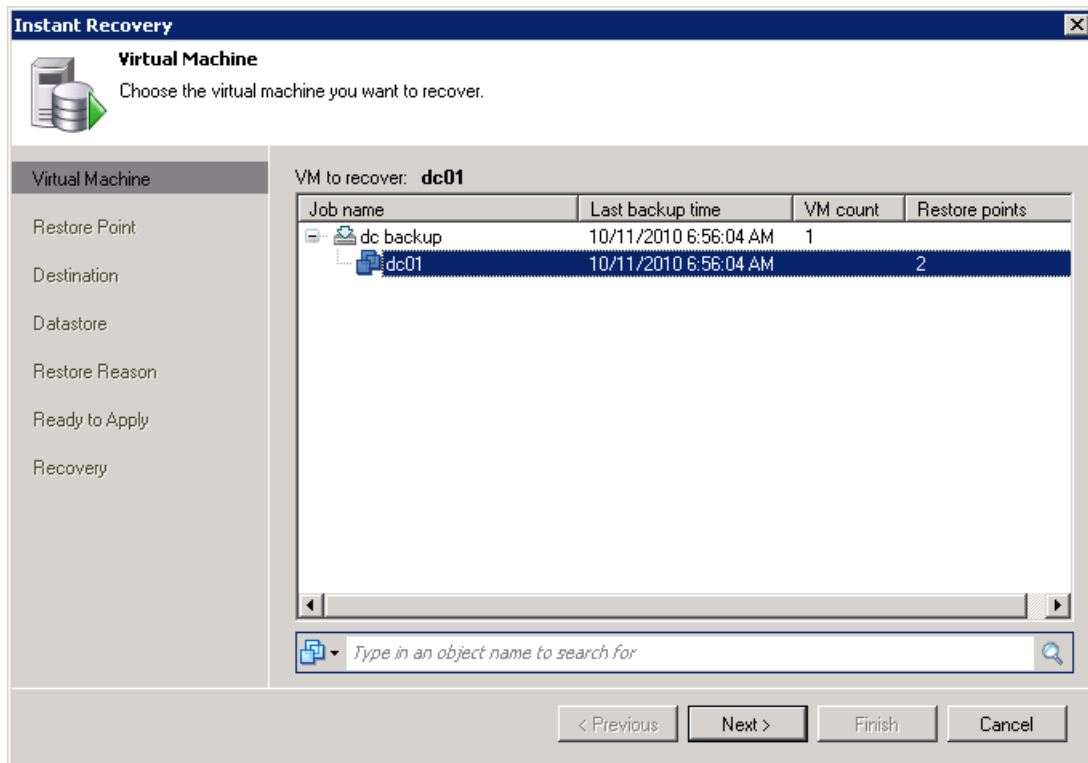 Instant Recovery
Virtual Machine
Choose the virtual machine you want to recover.
Virtual Machine
Restore Point
Destination
Datastore
Restore Reason
Ready to Apply
Recovery
VM to recover: dc01
Job name Last backup time VM count Restore points
dc backup 10/11/2010 6:56:04 AM 1
dc01 10/11/2010 6:56:04 AM 2
Type in an object name to search for
< Previous Next > Finish Cancel